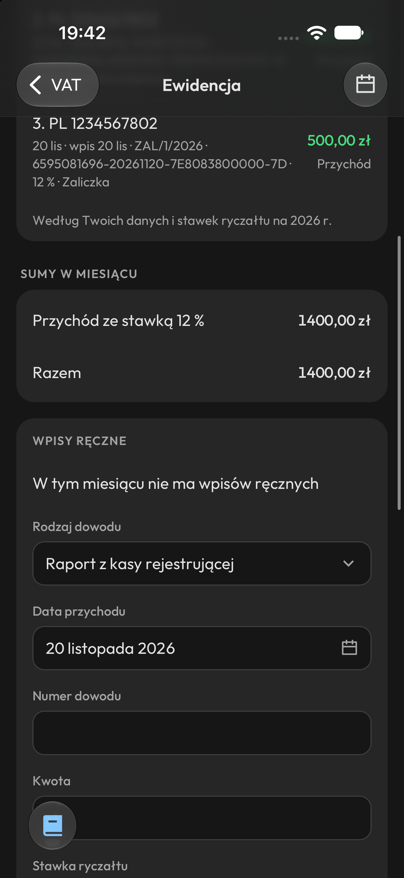 19:42
VAT
Ewidencja
3. PL 1234567802
20 lis · wpis 20 lis · ZAL/1/2026 ·
6595081696-20261120-7E8083800000-7D ·
12 % · Zaliczka
500,00 zł
Przychód
Według Twoich danych i stawek ryczałtu na 2026 r.
SUMY W MIESIĄCU
Przychód ze stawką 12 % 1400,00 zł
Razem 1400,00 zł
WPISY RĘCZNE
W tym miesiącu nie ma wpisów ręcznych
Rodzaj dowodu
Raport z kasy rejestrującej
Data przychodu
20 listopada 2026
Numer dowodu
Kwota
Stawka ryczałtu